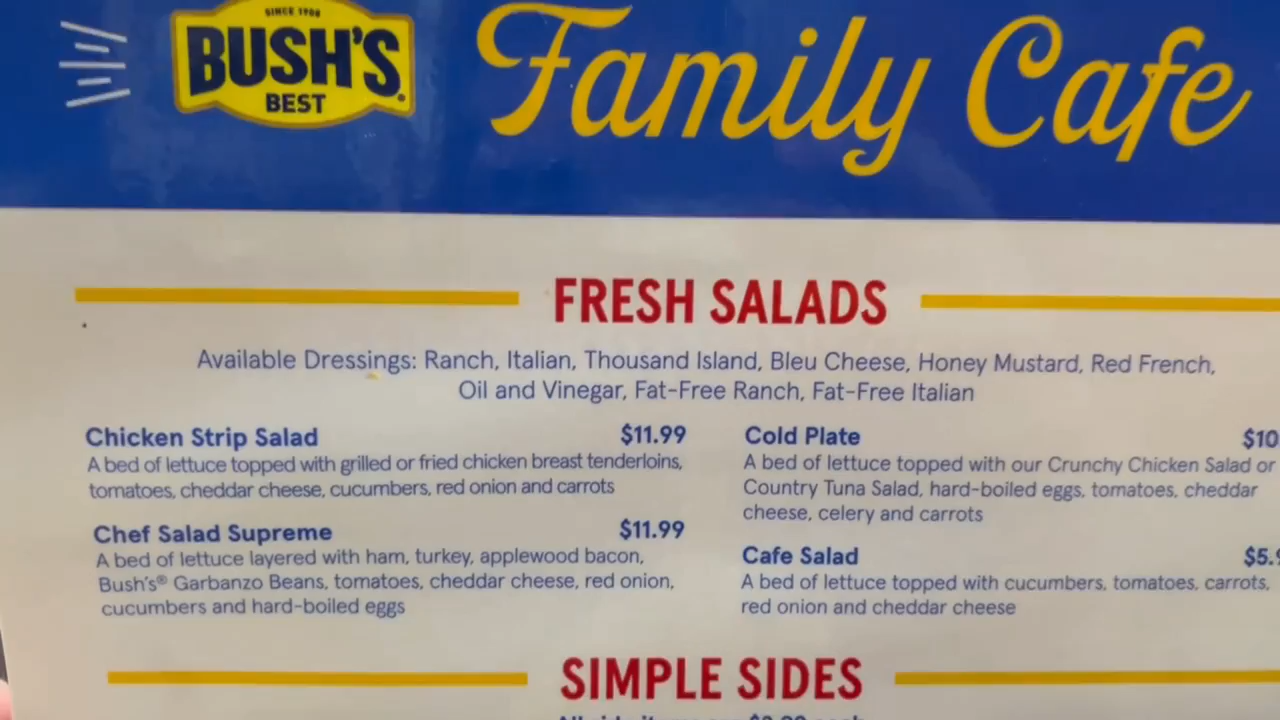 SINCE 1908
BUSH'S
BEST
Family Cafe
FRESH SALADS
Available Dressings: Ranch, Italian, Thousand Island, Bleu Cheese, Honey Mustard, Red French,
Oil and Vinegar, Fat-Free Ranch, Fat-Free Italian
Chicken Strip Salad $11.99
A bed of lettuce topped with grilled or fried chicken breast tenderloins,
tomatoes, cheddar cheese, cucumbers, red onion and carrots
Chef Salad Supreme $11.99
A bed of lettuce layered with ham, turkey, applewood bacon,
Bush's® Garbanzo Beans, tomatoes, cheddar cheese, red onion,
cucumbers and hard-boiled eggs
Cold Plate $10
A bed of lettuce topped with our Crunchy Chicken Salad or
Country Tuna Salad, hard-boiled eggs, tomatoes, cheddar
cheese, celery and carrots
Cafe Salad $5.9
A bed of lettuce topped with cucumbers, tomatoes, carrots,
red onion and cheddar cheese
SIMPLE SIDES